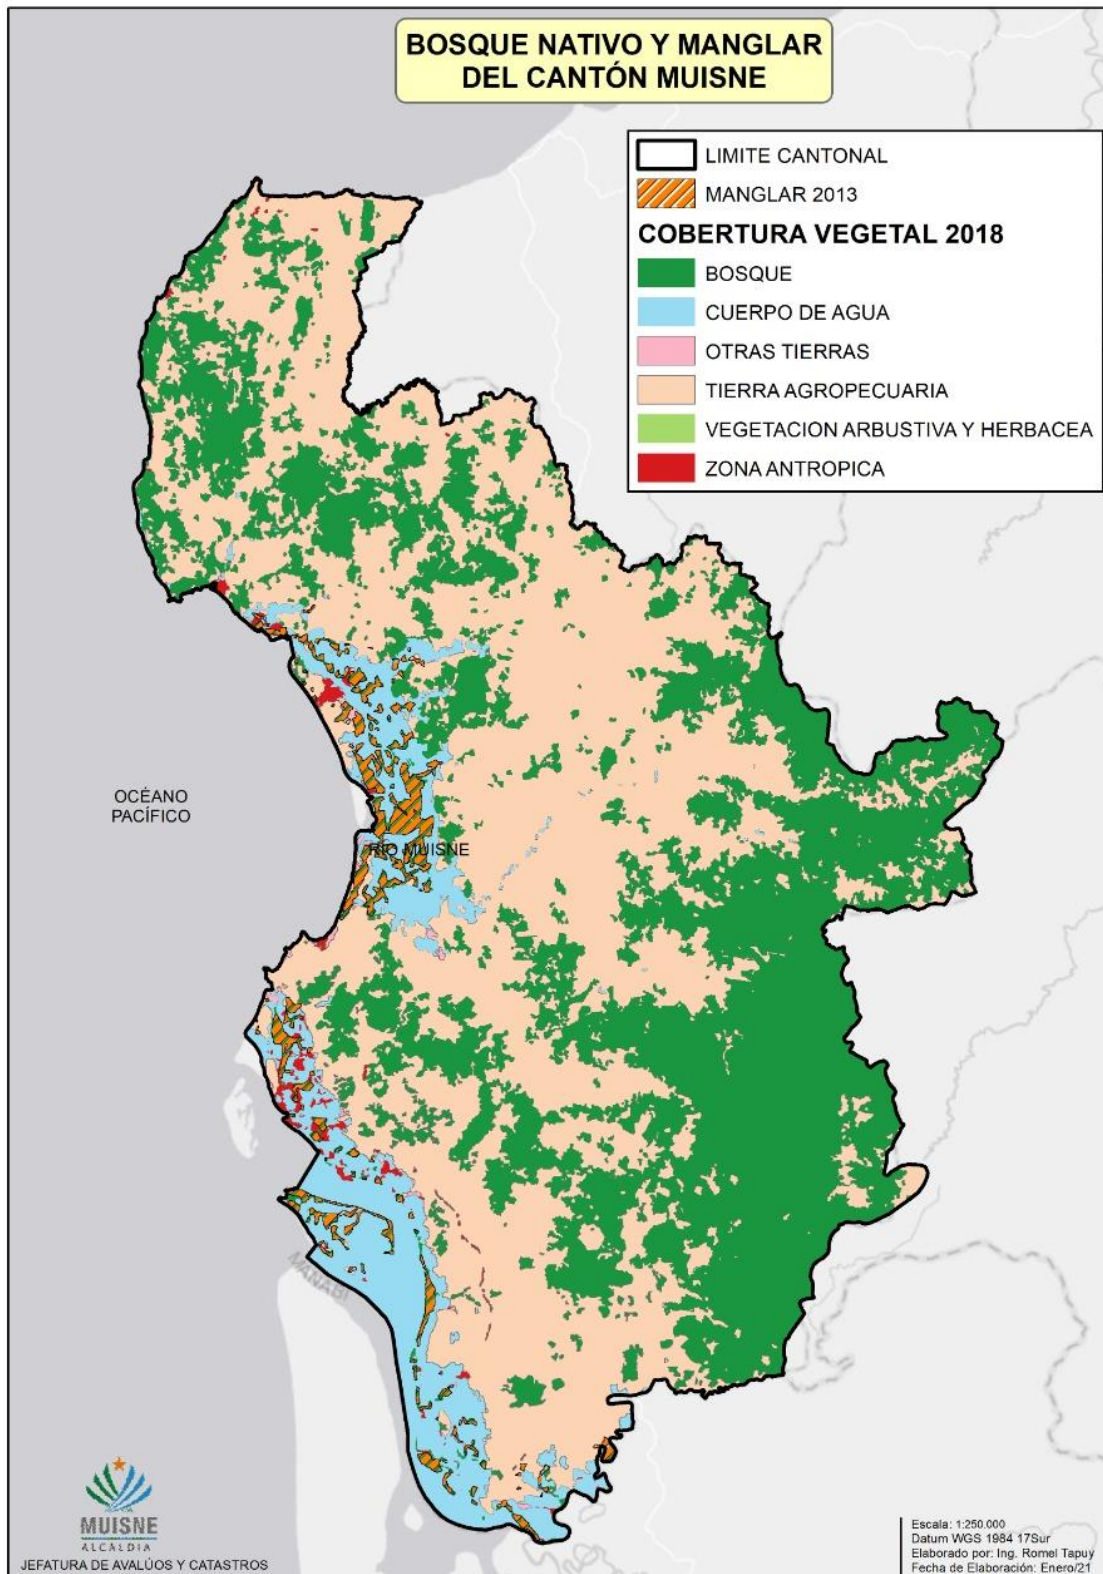 BOSQUE NATIVO Y MANGLAR
DEL CANTÓN MUISNE
LIMITE CANTONAL
MANGLAR 2013
COBERTURA VEGETAL 2018
BOSQUE
CUERPO DE AGUA
OTRAS TIERRAS
TIERRA AGROPECUARIA
VEGETACION ARBUSTIVA Y HERBACEA
ZONA ANTROPICA
OCÉANO
PACÍFICO
RÍO MUISNE
MANABI
MUISNE
ALCALDIA
JEFATURA DE AVALÚOS Y CATASTROS
Escala: 1:250.000
Datum WGS 1984 17Sur
Elaborado por: Ing. Romel Tapuy
Fecha de Elaboración: Enero/21